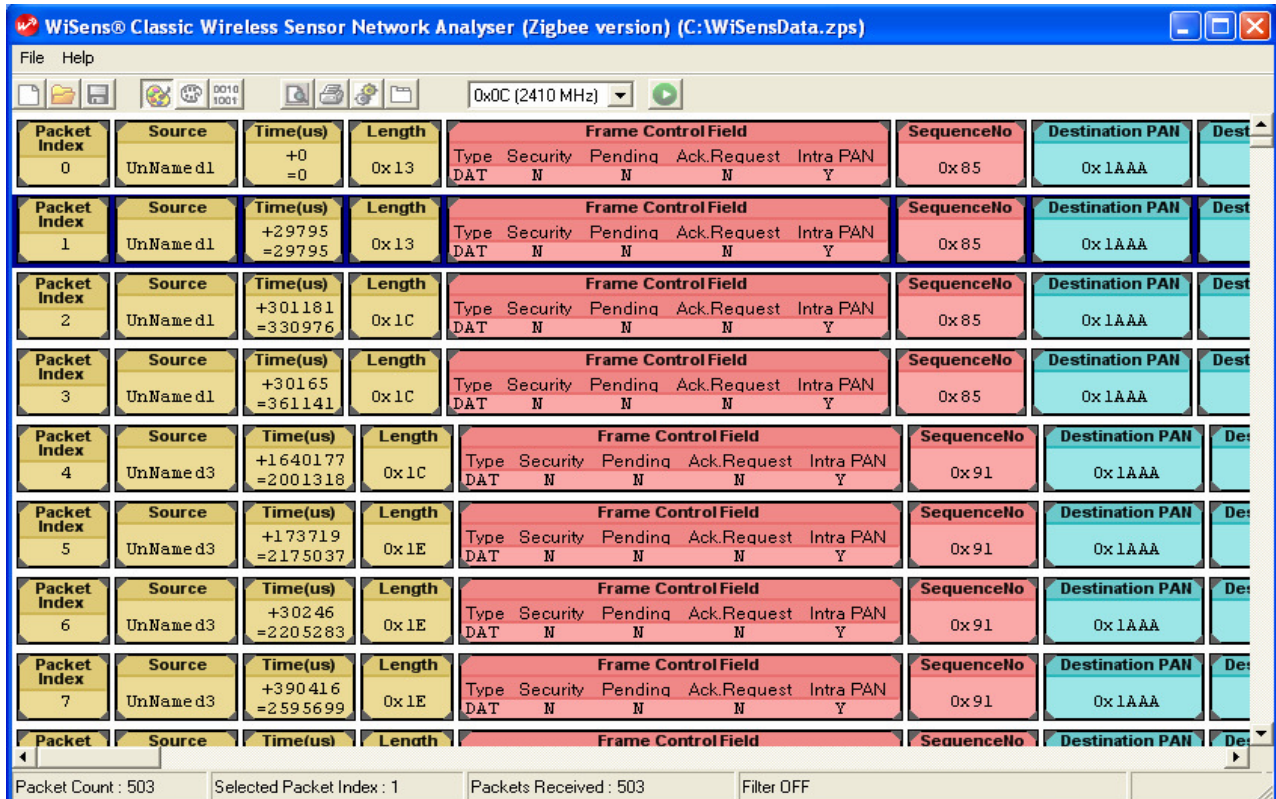 WiSens® Classic Wireless Sensor Network Analyser (Zigbee version) (C:\WiSensData.zps)
File Help
0010
1001
0x0C (2410 MHz)
Packet Index Source Time(us) Length Frame Control Field SequenceNo Destination PAN Dest
Type Security Pending Ack.Request Intra PAN
0 UnNamed1 +0 =0 0x13 DAT N N N Y 0x85 0x1AAA
Packet Index Source Time(us) Length Frame Control Field SequenceNo Destination PAN Dest
Type Security Pending Ack.Request Intra PAN
1 UnNamed1 +29795 =29795 0x13 DAT N N N Y 0x85 0x1AAA
Packet Index Source Time(us) Length Frame Control Field SequenceNo Destination PAN Dest
Type Security Pending Ack.Request Intra PAN
2 UnNamed1 +301181 =330976 0x1C DAT N N N Y 0x85 0x1AAA
Packet Index Source Time(us) Length Frame Control Field SequenceNo Destination PAN Dest
Type Security Pending Ack.Request Intra PAN
3 UnNamed1 +30165 =361141 0x1C DAT N N N Y 0x85 0x1AAA
Packet Index Source Time(us) Length Frame Control Field SequenceNo Destination PAN Des
Type Security Pending Ack.Request Intra PAN
4 UnNamed3 +1640177 =2001318 0x1C DAT N N N Y 0x91 0x1AAA
Packet Index Source Time(us) Length Frame Control Field SequenceNo Destination PAN Des
Type Security Pending Ack.Request Intra PAN
5 UnNamed3 +173719 =2175037 0x1E DAT N N N Y 0x91 0x1AAA
Packet Index Source Time(us) Length Frame Control Field SequenceNo Destination PAN Des
Type Security Pending Ack.Request Intra PAN
6 UnNamed3 +30246 =2205283 0x1E DAT N N N Y 0x91 0x1AAA
Packet Index Source Time(us) Length Frame Control Field SequenceNo Destination PAN Des
Type Security Pending Ack.Request Intra PAN
7 UnNamed3 +390416 =2595699 0x1E DAT N N N Y 0x91 0x1AAA
Packet Source Time(us) Length Frame Control Field SequenceNo Destination PAN Des
Packet Count : 503 Selected Packet Index : 1 Packets Received : 503 Filter OFF